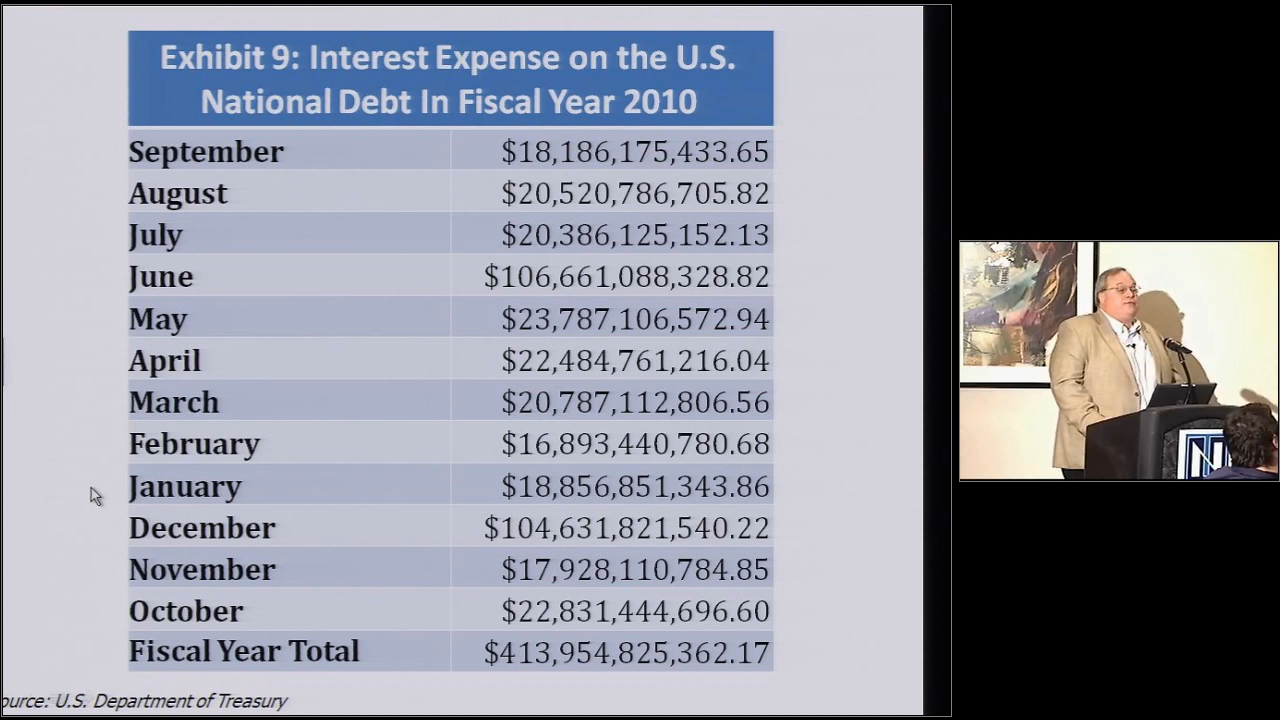 Exhibit 9: Interest Expense on the U.S.
National Debt In Fiscal Year 2010
September $18,186,175,433.65
August $20,520,786,705.82
July $20,386,125,152.13
June $106,661,088,328.82
May $23,787,106,572.94
April $22,484,761,216.04
March $20,787,112,806.56
February $16,893,440,780.68
January $18,856,851,343.86
December $104,631,821,540.22
November $17,928,110,784.85
October $22,831,444,696.60
Fiscal Year Total $413,954,825,362.17
ource: U.S. Department of Treasury